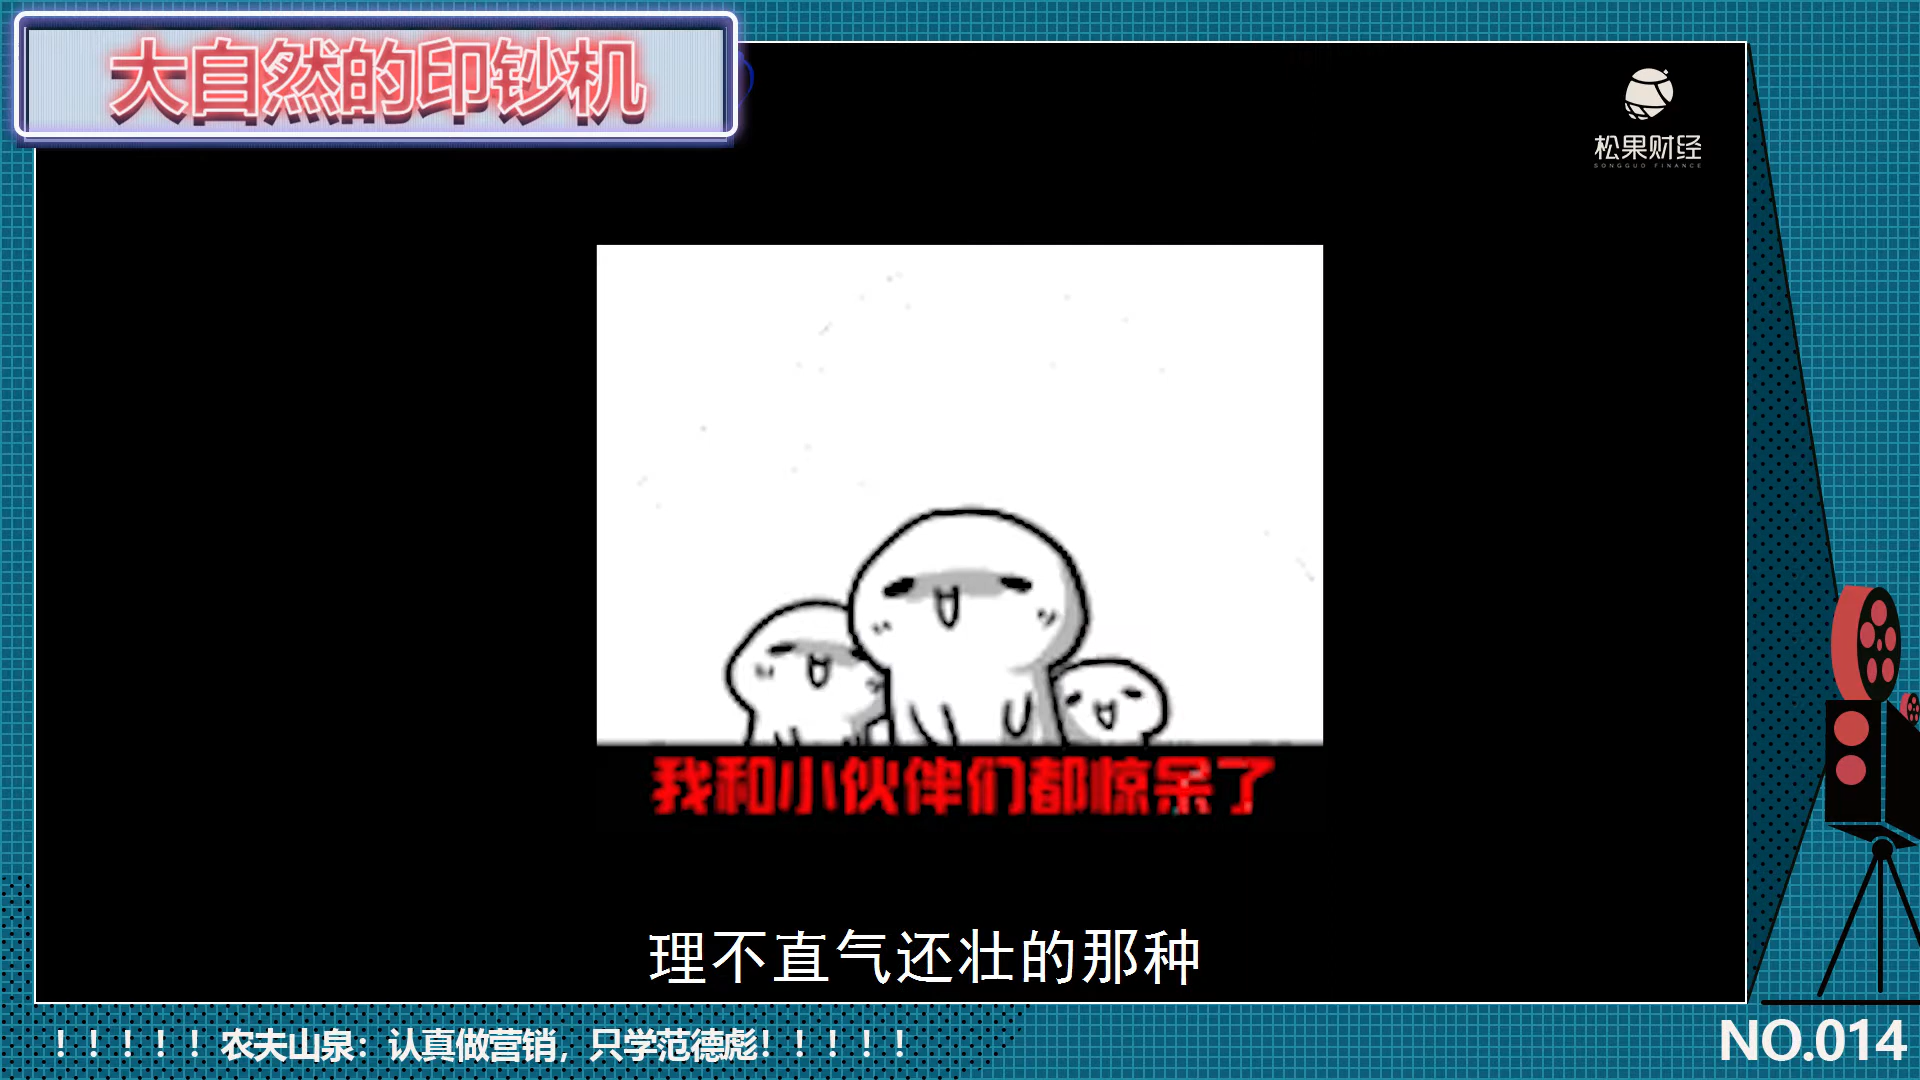 大自然的印钞机
松果财经
SONGGUO FINANCE
我和小伙伴们都惊呆了
理不直气还壮的那种
！！！！！农夫山泉：认真做营销，只学范德彪！！！！！
NO.014